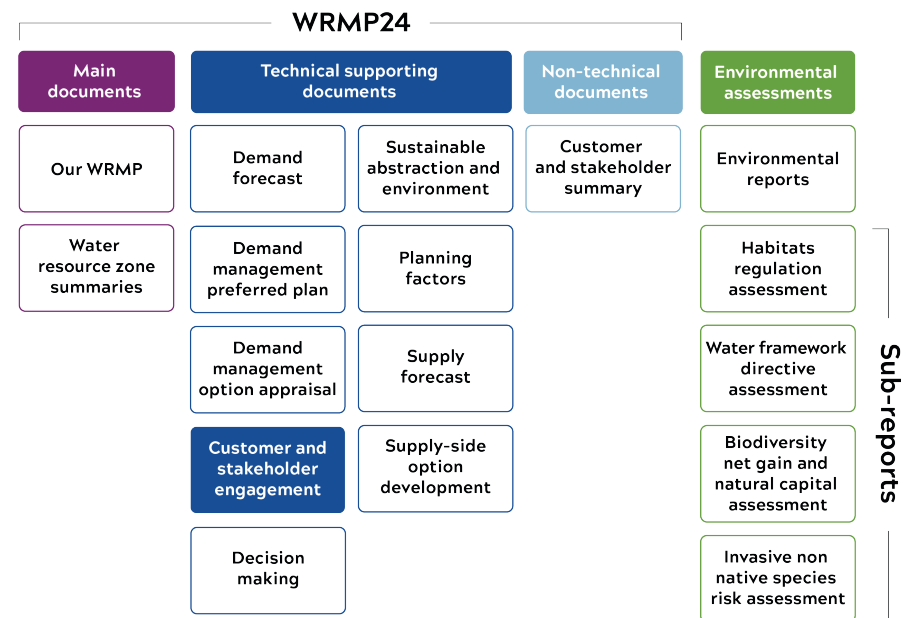 WRMP24
Main
documents
Technical supporting
documents
Non-technical
documents
Environmental
assessments
Our WRMP
Water
resource zone
summaries
Demand
forecast
Demand
management
preferred plan
Demand
management
option appraisal
Customer and
stakeholder
engagement
Decision
making
Sustainable
abstraction and
environment
Planning
factors
Supply
forecast
Supply-side
option
development
Customer
and stakeholder
summary
Environmental
reports
Habitats
regulation
assessment
Water framework
directive
assessment
Biodiversity
net gain and
natural capital
assessment
Invasive non
native species
risk assessment
Sub-reports